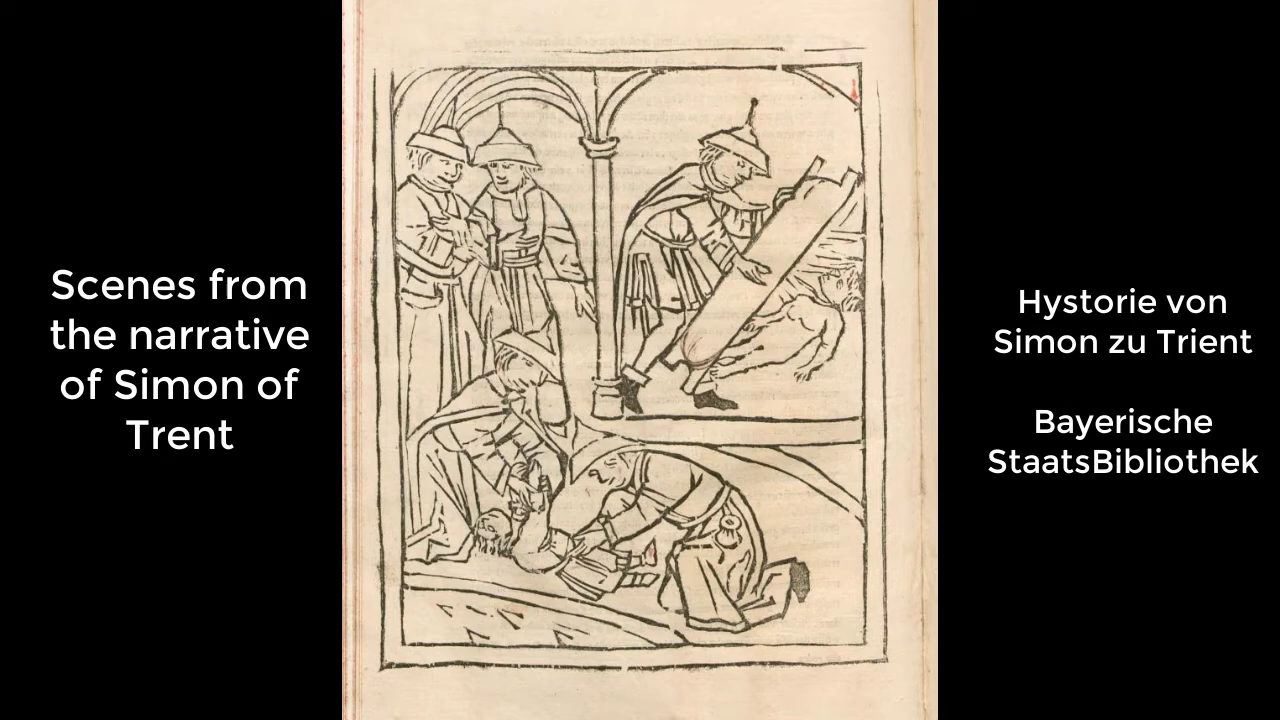 Scenes from
the narrative
of Simon of
Trent
Hystorie von
Simon zu Trient
Bayerische
StaatsBibliothek